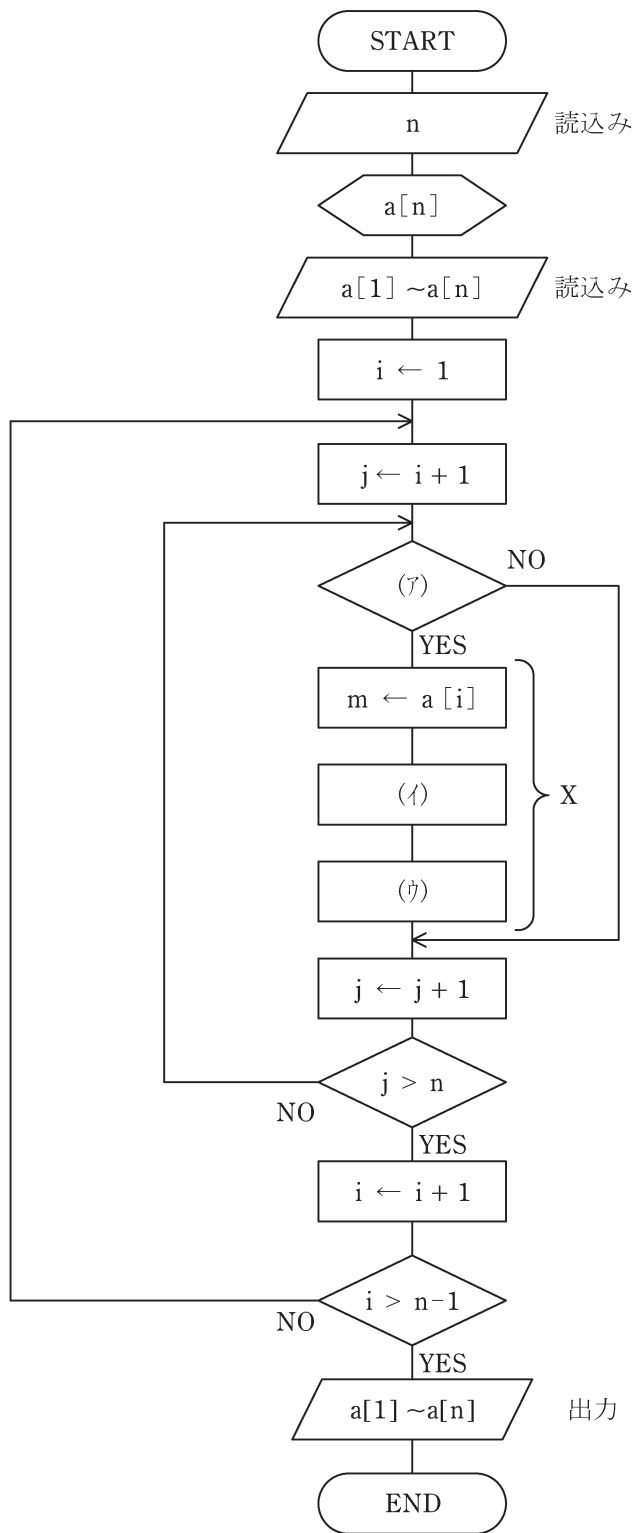 START
n 読込み
a[n]
a[1] ~a[n] 読込み
i ← 1
j ← i + 1
(ア)
NO
YES
m ← a [i]
(イ)
X
(ウ)
j ← j + 1
j > n
NO
YES
i ← i + 1
i > n-1
NO
YES
a[1] ~a[n] 出力
END